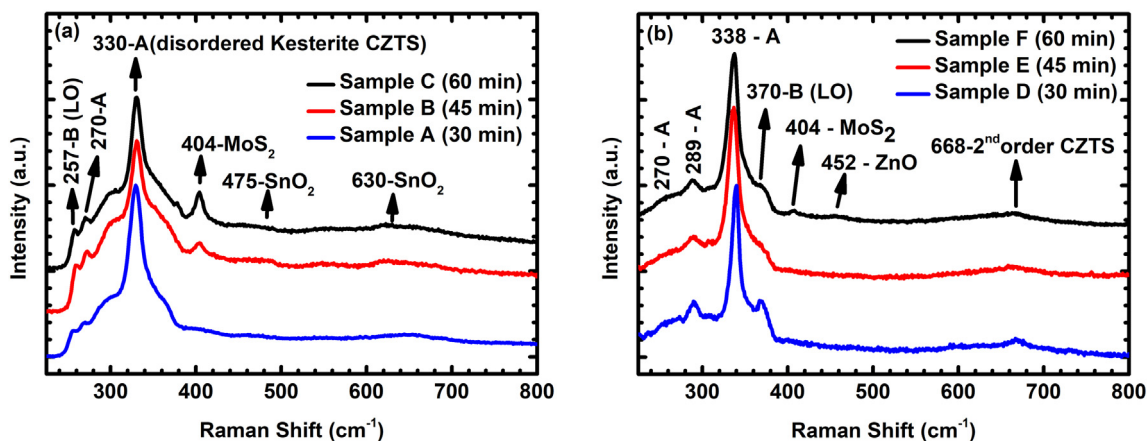 (a)
330-A(disordered Kesterite CZTS)
Sample C (60 min)
Sample B (45 min)
Sample A (30 min)
257-B (LO)
270-A
404-MoS₂
475-SnO₂
630-SnO₂
Intensity (a.u.)
300 400 500 600 700 800
Raman Shift (cm⁻¹)
(b)
338 - A
Sample F (60 min)
Sample E (45 min)
Sample D (30 min)
270 - A
289 - A
370-B (LO)
404 - MoS₂
452 - ZnO
668-2ⁿᵈorder CZTS
Intensity (a.u.)
300 400 500 600 700 800
Raman Shift (cm⁻¹)